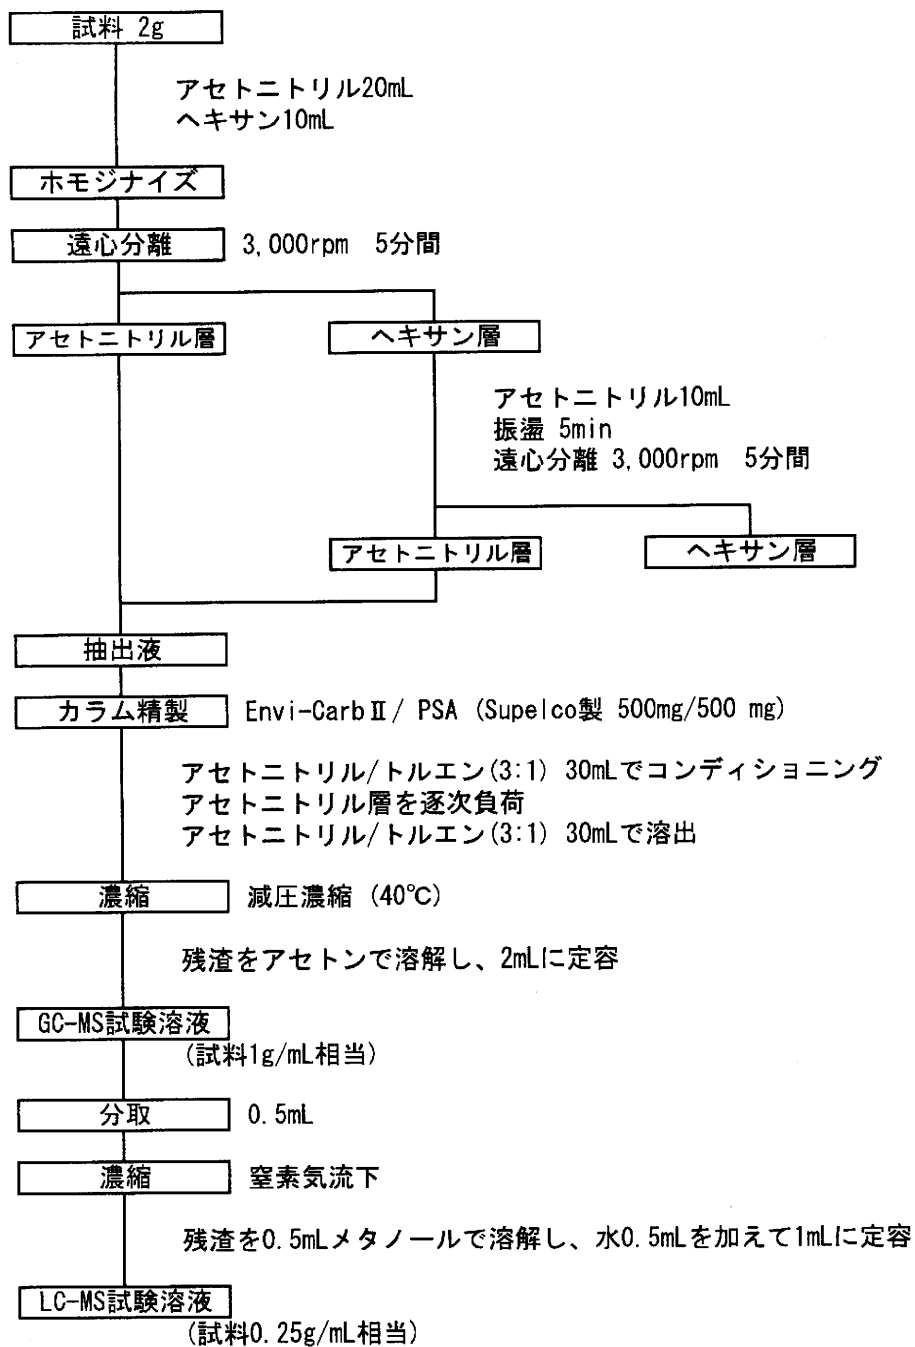 試料 2g
アセトニトリル20mL
ヘキサン10mL
ホモジナイズ
遠心分離 3,000rpm 5分間
アセトニトリル層 ヘキサン層
アセトニトリル10mL
振盪 5min
遠心分離 3,000rpm 5分間
アセトニトリル層 ヘキサン層
抽出液
カラム精製 Envi-CarbⅡ/ PSA (Supelco製 500mg/500 mg)
アセトニトリル/トルエン(3:1) 30mLでコンディショニング
アセトニトリル層を逐次負荷
アセトニトリル/トルエン(3:1) 30mLで溶出
濃縮 減圧濃縮 (40℃)
残渣をアセトンで溶解し、2mLに定容
GC-MS試験溶液
(試料1g/mL相当)
分取 0.5mL
濃縮 窒素気流下
残渣を0.5mLメタノールで溶解し、水0.5mLを加えて1mLに定容
LC-MS試験溶液
(試料0.25g/mL相当)